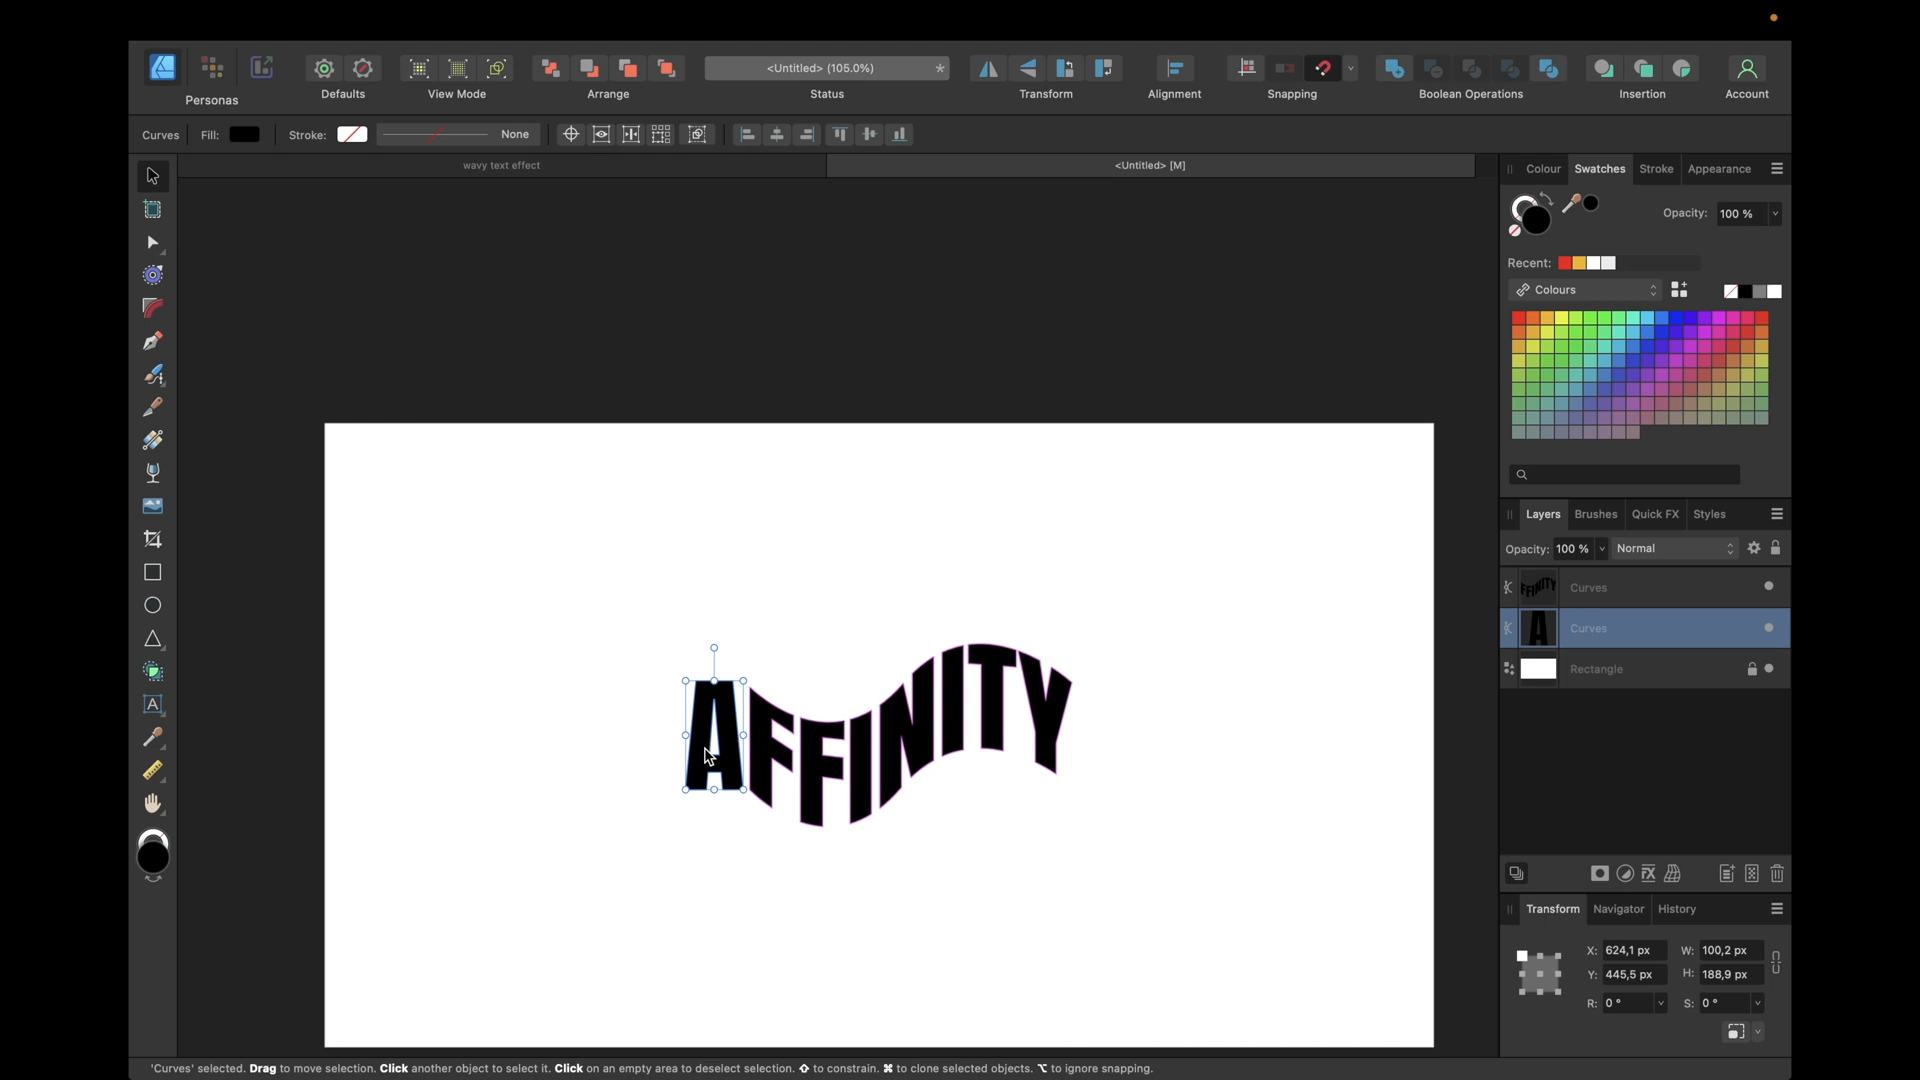 <Untitled> (105.0%) *
Personas Defaults View Mode Arrange Status Transform Alignment Snapping Boolean Operations Insertion Account
Curves Fill: Stroke: None
wavy text effect <Untitled> [M]
Colour Swatches Stroke Appearance
Opacity: 100 %
Recent:
Colours
AFFINITY
Layers Brushes Quick FX Styles
Opacity: 100 % Normal
FFINITY Curves
A Curves
Rectangle
Transform Navigator History
X: 624,1 px W: 100,2 px
Y: 445,5 px H: 188,9 px
R: 0 ° S: 0 °
'Curves' selected. Drag to move selection. Click another object to select it. Click on an empty area to deselect selection. ⇧ to constrain. ⌘ to clone selected objects. ⌥ to ignore snapping.